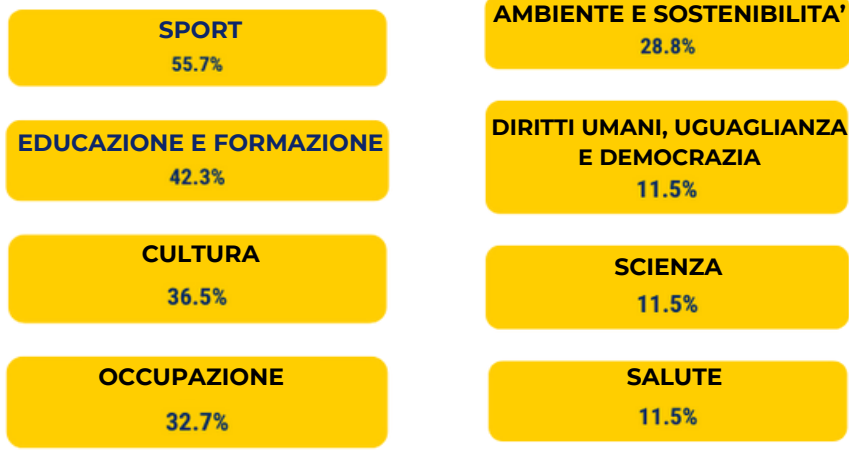 SPORT
55.7%
EDUCAZIONE E FORMAZIONE
42.3%
CULTURA
36.5%
OCCUPAZIONE
32.7%
AMBIENTE E SOSTENIBILITA’
28.8%
DIRITTI UMANI, UGUAGLIANZA
E DEMOCRAZIA
11.5%
SCIENZA
11.5%
SALUTE
11.5%